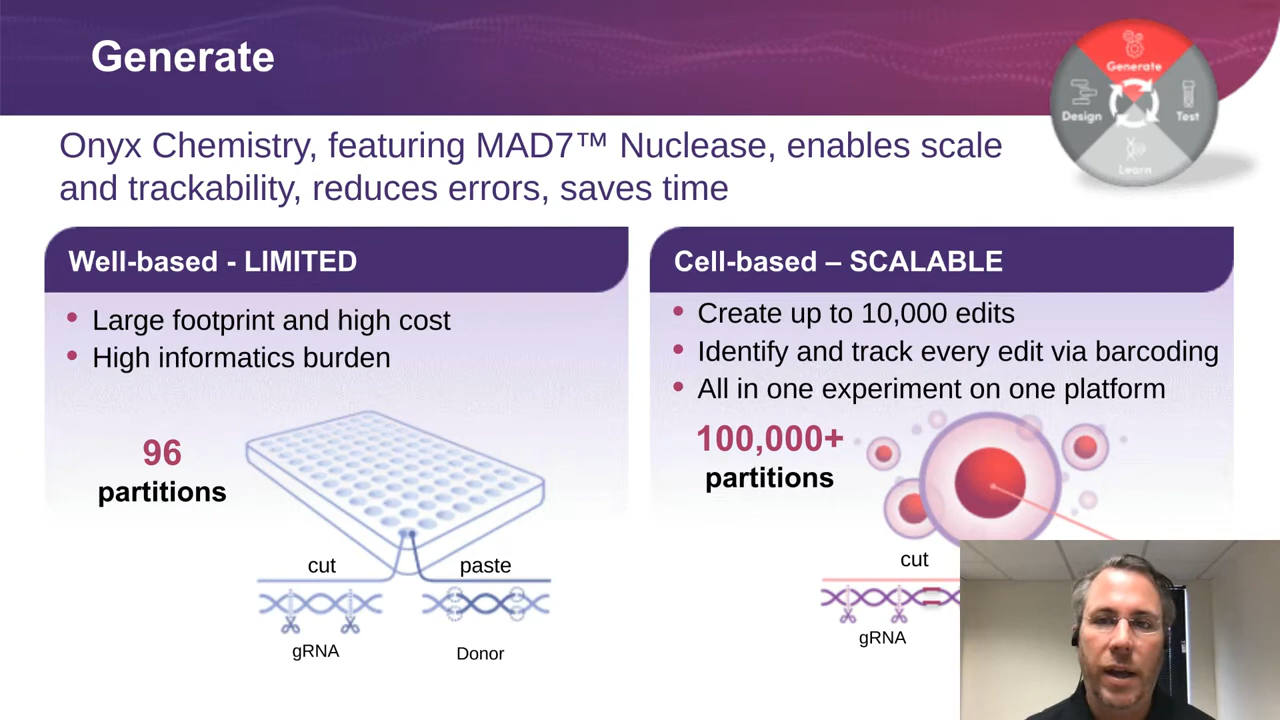 Generate
Generate
Design
Test
Learn
Onyx Chemistry, featuring MAD7™ Nuclease, enables scale
and trackability, reduces errors, saves time
Well-based - LIMITED
• Large footprint and high cost
• High informatics burden
96
partitions
cut
paste
gRNA
Donor
Cell-based – SCALABLE
• Create up to 10,000 edits
• Identify and track every edit via barcoding
• All in one experiment on one platform
100,000+
partitions
cut
gRNA